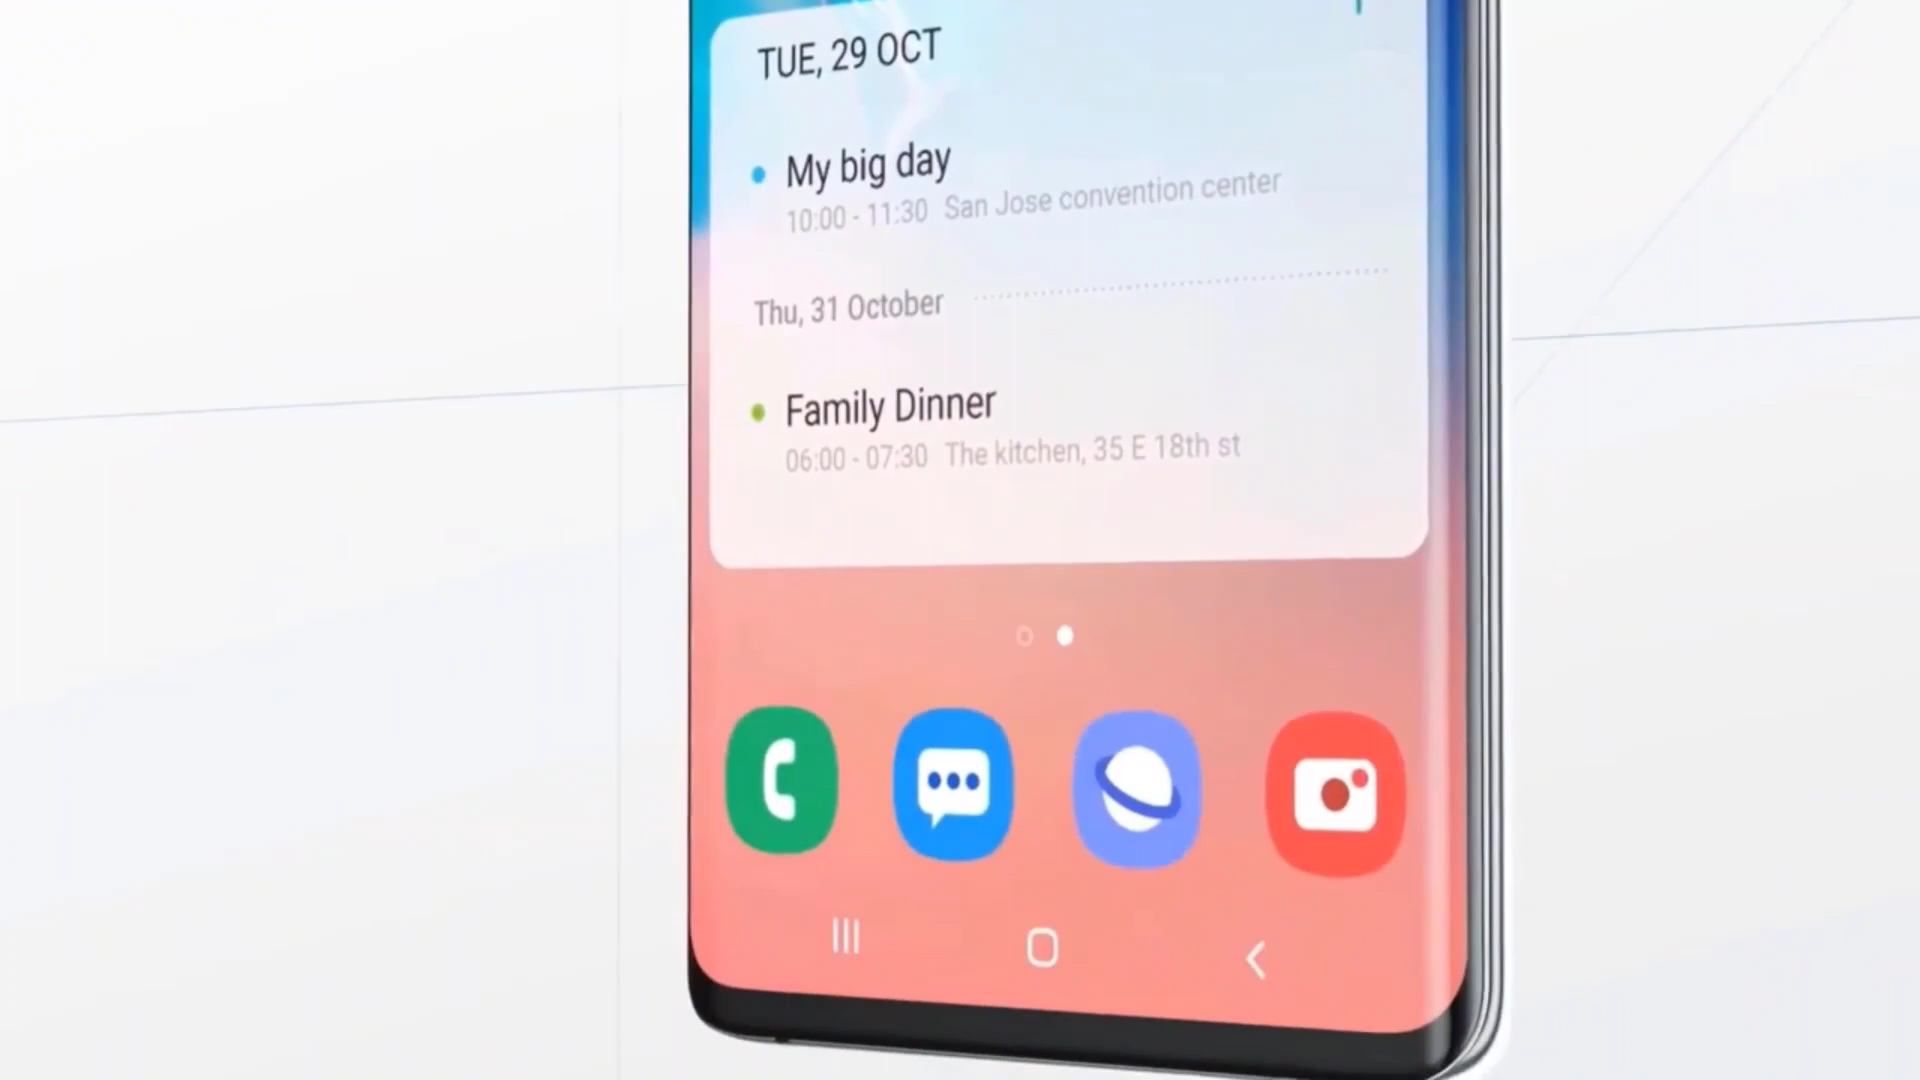 TUE, 29 OCT
My big day
10:00 - 11:30 San Jose convention center
Thu, 31 October
Family Dinner
06:00 - 07:30 The kitchen, 35 E 18th st